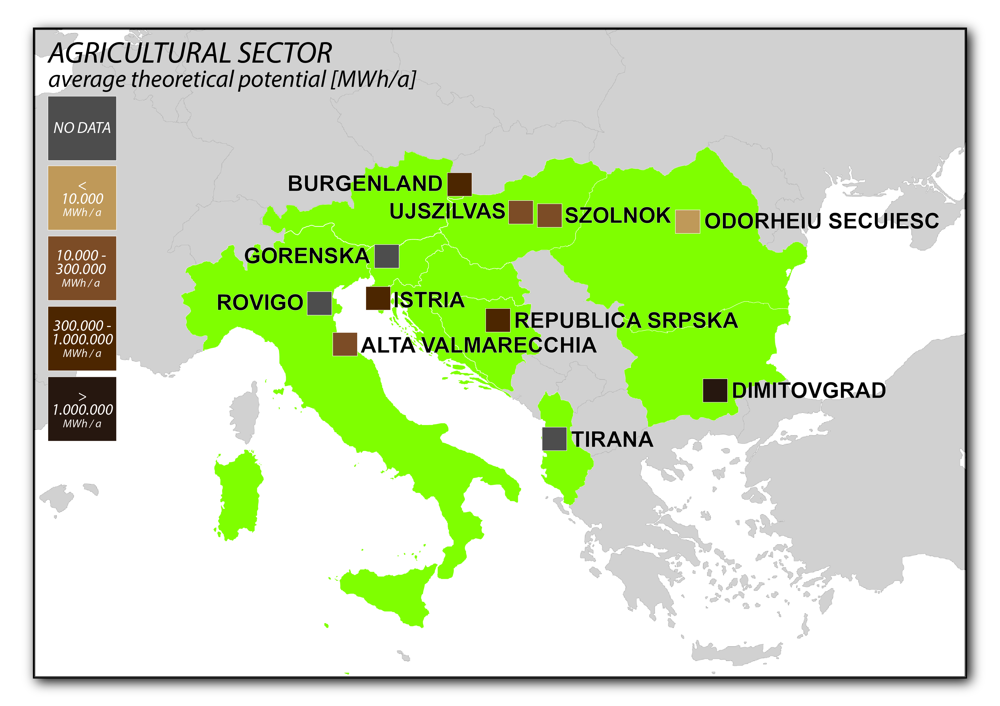 AGRICULTURAL SECTOR
average theoretical potential [MWh/a]
NO DATA
<
10.000
MWh / a
10.000 -
300.000
MWh / a
300.000 -
1.000.000
MWh / a
>
1.000.000
MWh / a
BURGENLAND
UJSZILVAS
SZOLNOK
ODORHEIU SECUIESC
GORENSKA
ROVIGO
ISTRIA
REPUBLICA SRPSKA
ALTA VALMARECCHIA
DIMITOVGRAD
TIRANA